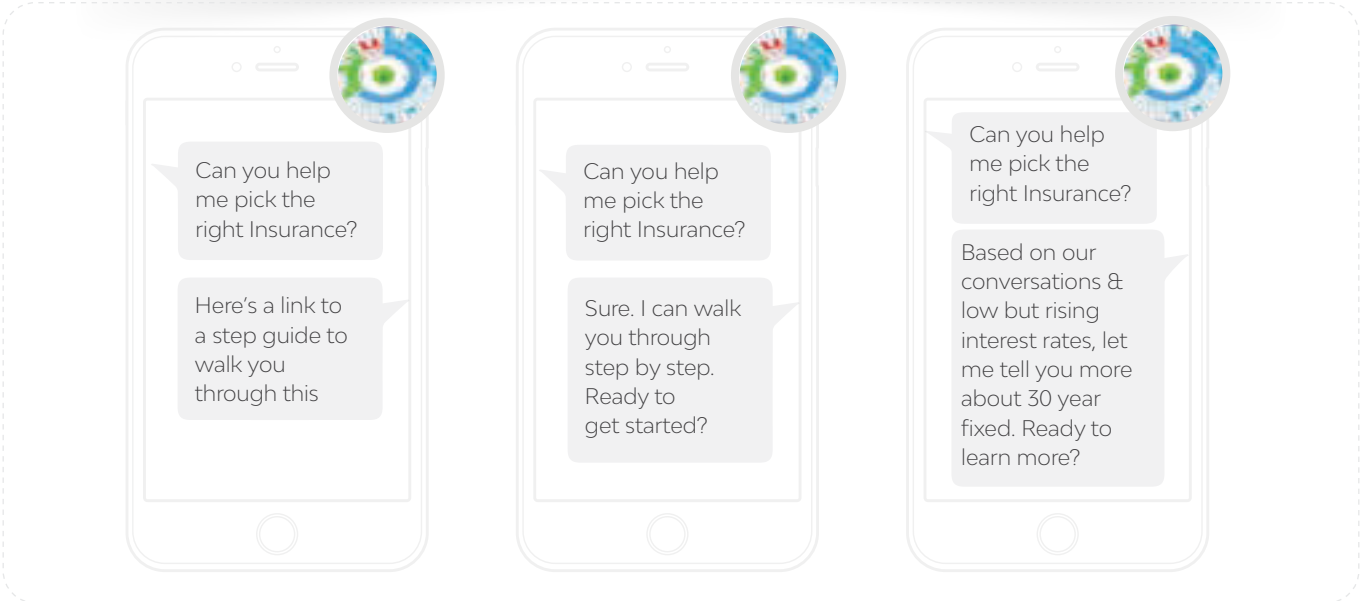 Can you help
me pick the
right Insurance?
Here's a link to
a step guide to
walk you
through this
Can you help
me pick the
right Insurance?
Sure. I can walk
you through
step by step.
Ready to
get started?
Can you help
me pick the
right Insurance?
Based on our
conversations &
low but rising
interest rates, let
me tell you more
about 30 year
fixed. Ready to
learn more?